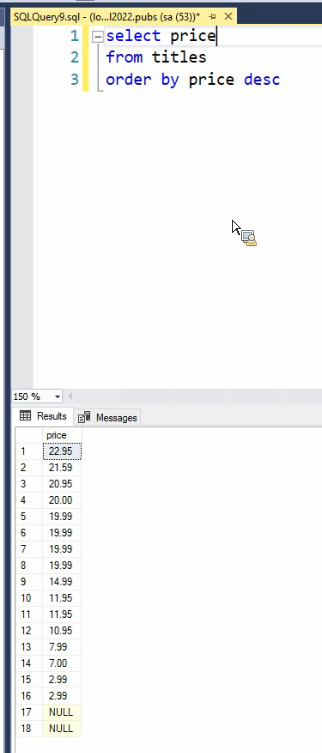 SQLQuery9.sql - (lo...l2022.pubs (sa (53))*
1 select price
2 from titles
3 order by price desc
150 %
Results Messages
price
1 22.95
2 21.59
3 20.95
4 20.00
5 19.99
6 19.99
7 19.99
8 19.99
9 14.99
10 11.95
11 11.95
12 10.95
13 7.99
14 7.00
15 2.99
16 2.99
17 NULL
18 NULL